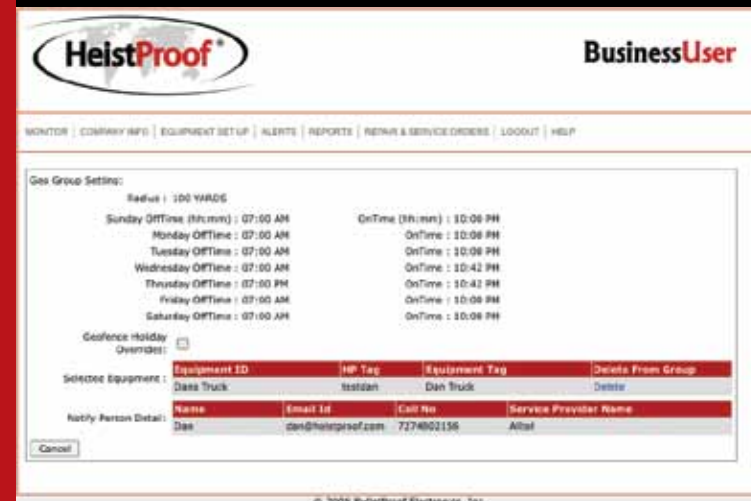 HeistProof
BusinessUser
MONITOR | COMPANY INFO | EQUIPMENT SETUP | ALERTS | REPORTS | REPAIR & SERVICE ORDERS | LOGOUT | HELP
Radius : 100 YARDS
Sunday OffTime (hh:mm) : 07:00 AM OnTime (hh:mm) : 10:00 PM
Monday OffTime : 07:00 AM OnTime : 10:00 PM
Tuesday OffTime : 07:00 AM OnTime : 10:00 PM
Wednesday OffTime : 07:00 AM OnTime : 10:42 PM
Thrusday OffTime : 07:00 PM OnTime : 10:42 PM
Friday OffTime : 07:00 AM OnTime : 10:00 PM
Saturday OffTime : 07:00 AM OnTime : 10:00 PM
Geofence Holiday
Overrides:
Selected Equipment :
Equipment ID HP Tag Equipment Tag Delete From Group
Dans Truck testdan Dan Truck Delete
Notify Person Detail:
Name Email Id Cell No Service Provider Name
Dan dan@heistproof.com 7274802156 Alltel
Cancel